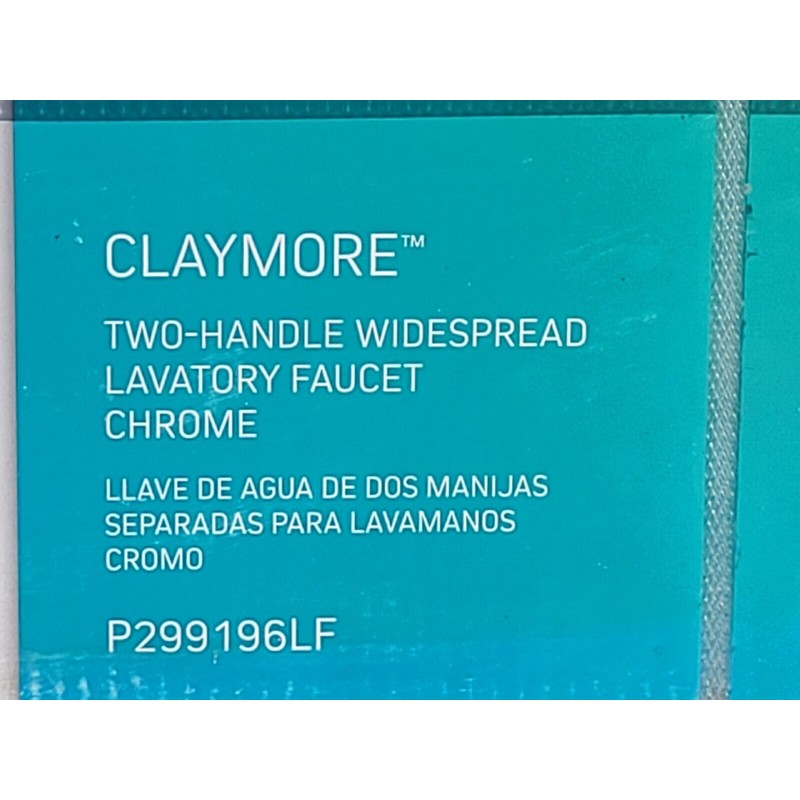 CLAYMORE™
TWO-HANDLE WIDESPREAD
LAVATORY FAUCET
CHROME
LLAVE DE AGUA DE DOS MANIJAS
SEPARADAS PARA LAVAMANOS
CROMO
P299196LF